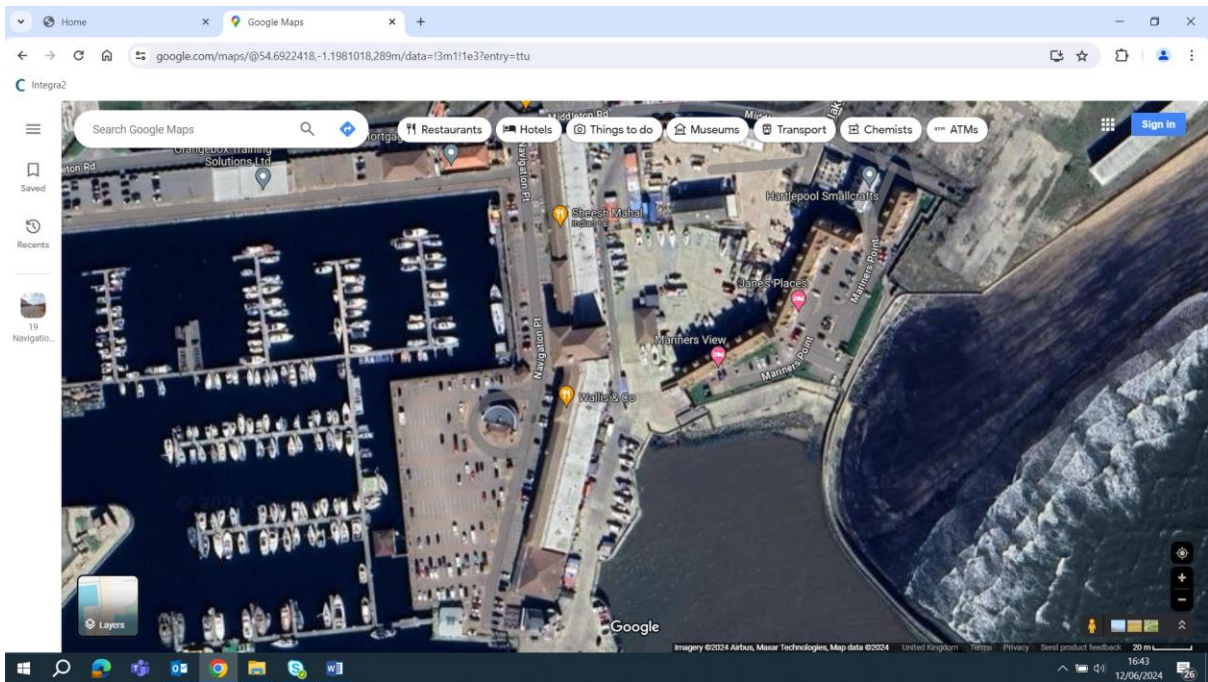 Home
Google Maps
google.com/maps/@54.6922418,-1.1981018,289m/data=!3m1!1e3?entry=ttu
Integra2
Search Google Maps
Restaurants
Hotels
Things to do
Museums
Transport
Chemists
ATMs
Sign in
Saved
Recents
19
Navigatio...
Middleton Rd
Orangebox Training
Solutions Ltd
eton Rd
Navigation Pt
Sheesh Mahal
Hartlepool Smallcrafts
Mariners Point
Jane's Places
Navigation Pt
Mariners View
Mariners Point
Wallis & Co
Layers
Google
Imagery ©2024 Airbus, Maxar Technologies, Map data ©2024 United Kingdom Terms Privacy Send product feedback 20 m
16:43
12/06/2024
26